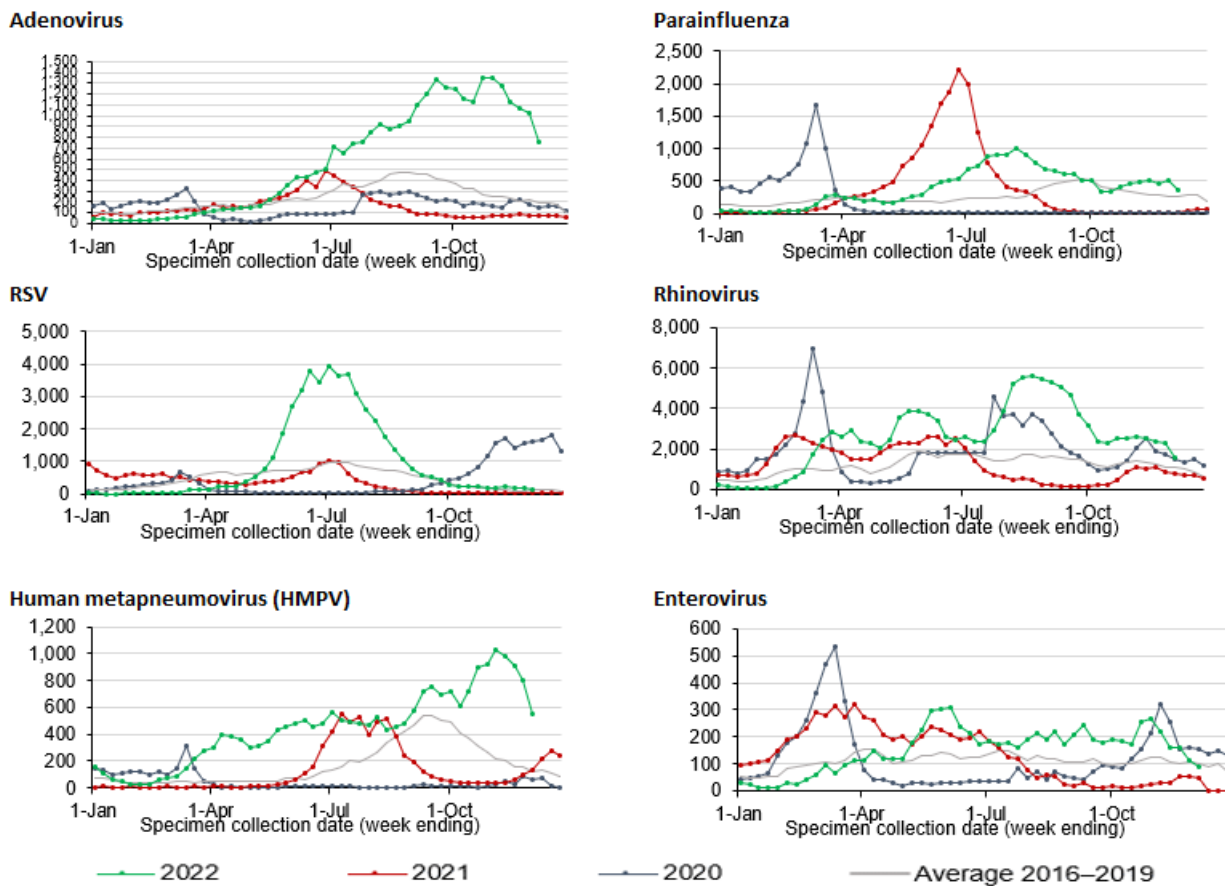 Adenovirus
1,500
1,400
1,300
1,200
1,100
1,000
900
800
700
600
500
400
300
200
100
0
1-Jan 1-Apr 1-Jul 1-Oct
Specimen collection date (week ending)
Parainfluenza
2,500
2,000
1,500
1,000
500
0
1-Jan 1-Apr 1-Jul 1-Oct
Specimen collection date (week ending)
RSV
5,000
4,000
3,000
2,000
1,000
0
1-Jan 1-Apr 1-Jul 1-Oct
Specimen collection date (week ending)
Rhinovirus
8,000
6,000
4,000
2,000
0
1-Jan 1-Apr 1-Jul 1-Oct
Specimen collection date (week ending)
Human metapneumovirus (HMPV)
1,200
1,000
800
600
400
200
0
1-Jan 1-Apr 1-Jul 1-Oct
Specimen collection date (week ending)
Enterovirus
600
500
400
300
200
100
0
1-Jan 1-Apr 1-Jul 1-Oct
Specimen collection date (week ending)
2022 2021 2020 Average 2016–2019